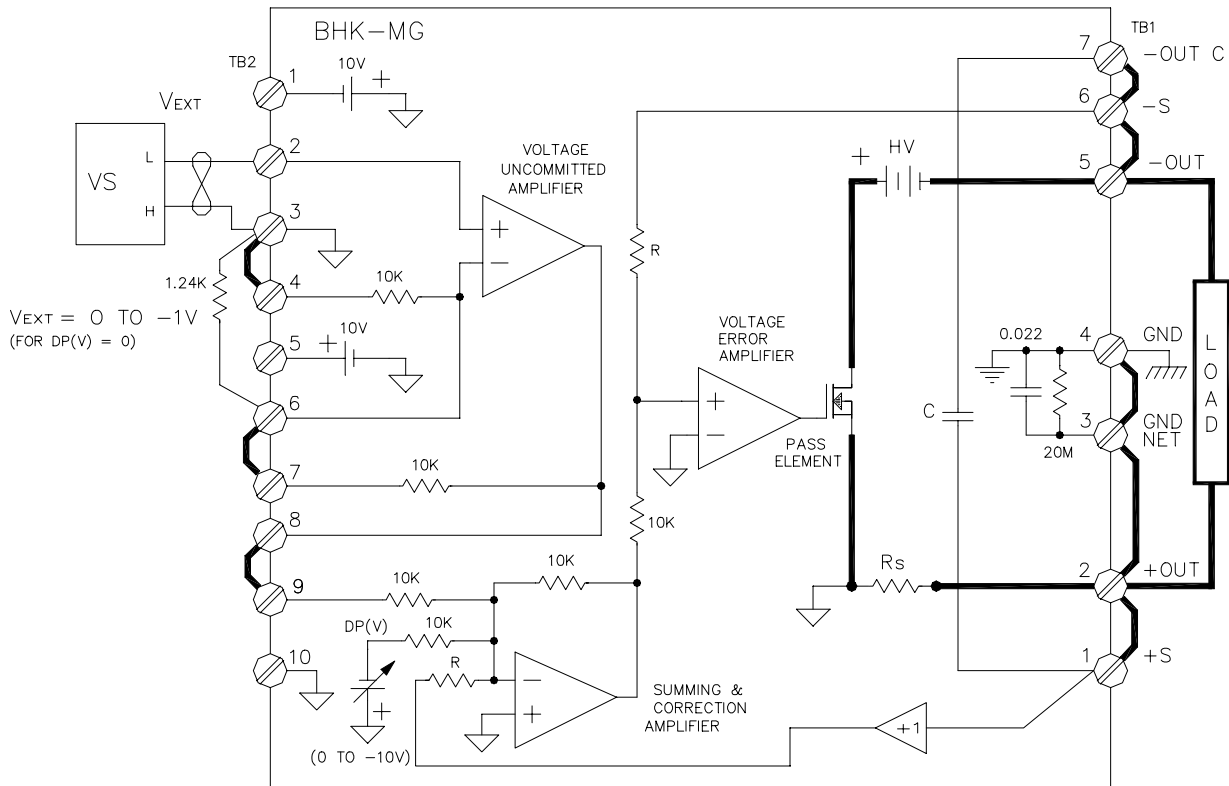 BHK-MG
TB2
TB1
1
10V
+
VEXT
VS
L
H
2
3
1.24K
4
10K
VEXT = 0 TO -1V
(FOR DP(V) = 0)
5
+
10V
6
7
10K
8
9
10K
10K
10K
DP(V)
10K
R
10
+
(0 TO -10V)
VOLTAGE
UNCOMMITTED
AMPLIFIER
+
−
R
VOLTAGE
ERROR
AMPLIFIER
+
−
PASS
ELEMENT
−
+
SUMMING &
CORRECTION
AMPLIFIER
+1
+
HV
C
Rs
0.022
20M
7
-OUT C
6
-S
5
-OUT
4
GND
3
GND
NET
2
+OUT
1
+S
LOAD